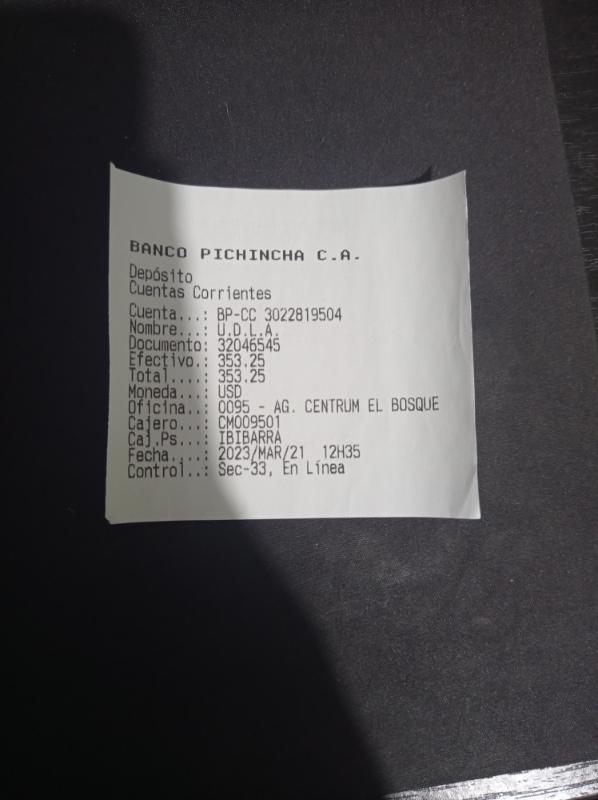 BANCO PICHINCHA C.A.
Depósito
Cuentas Corrientes
Cuenta...: BP-CC 3022819504
Nombre...: U.D.L.A.
Documento: 32046545
Efectivo.: 353.25
Total....: 353.25
Moneda...: USD
Oficina..: 0095 - AG. CENTRUM EL BOSQUE
Cajero...: CM009501
Caj.Ps...: IBIBARRA
Fecha....: 2023/MAR/21 12H35
Control..: Sec-33, En Línea